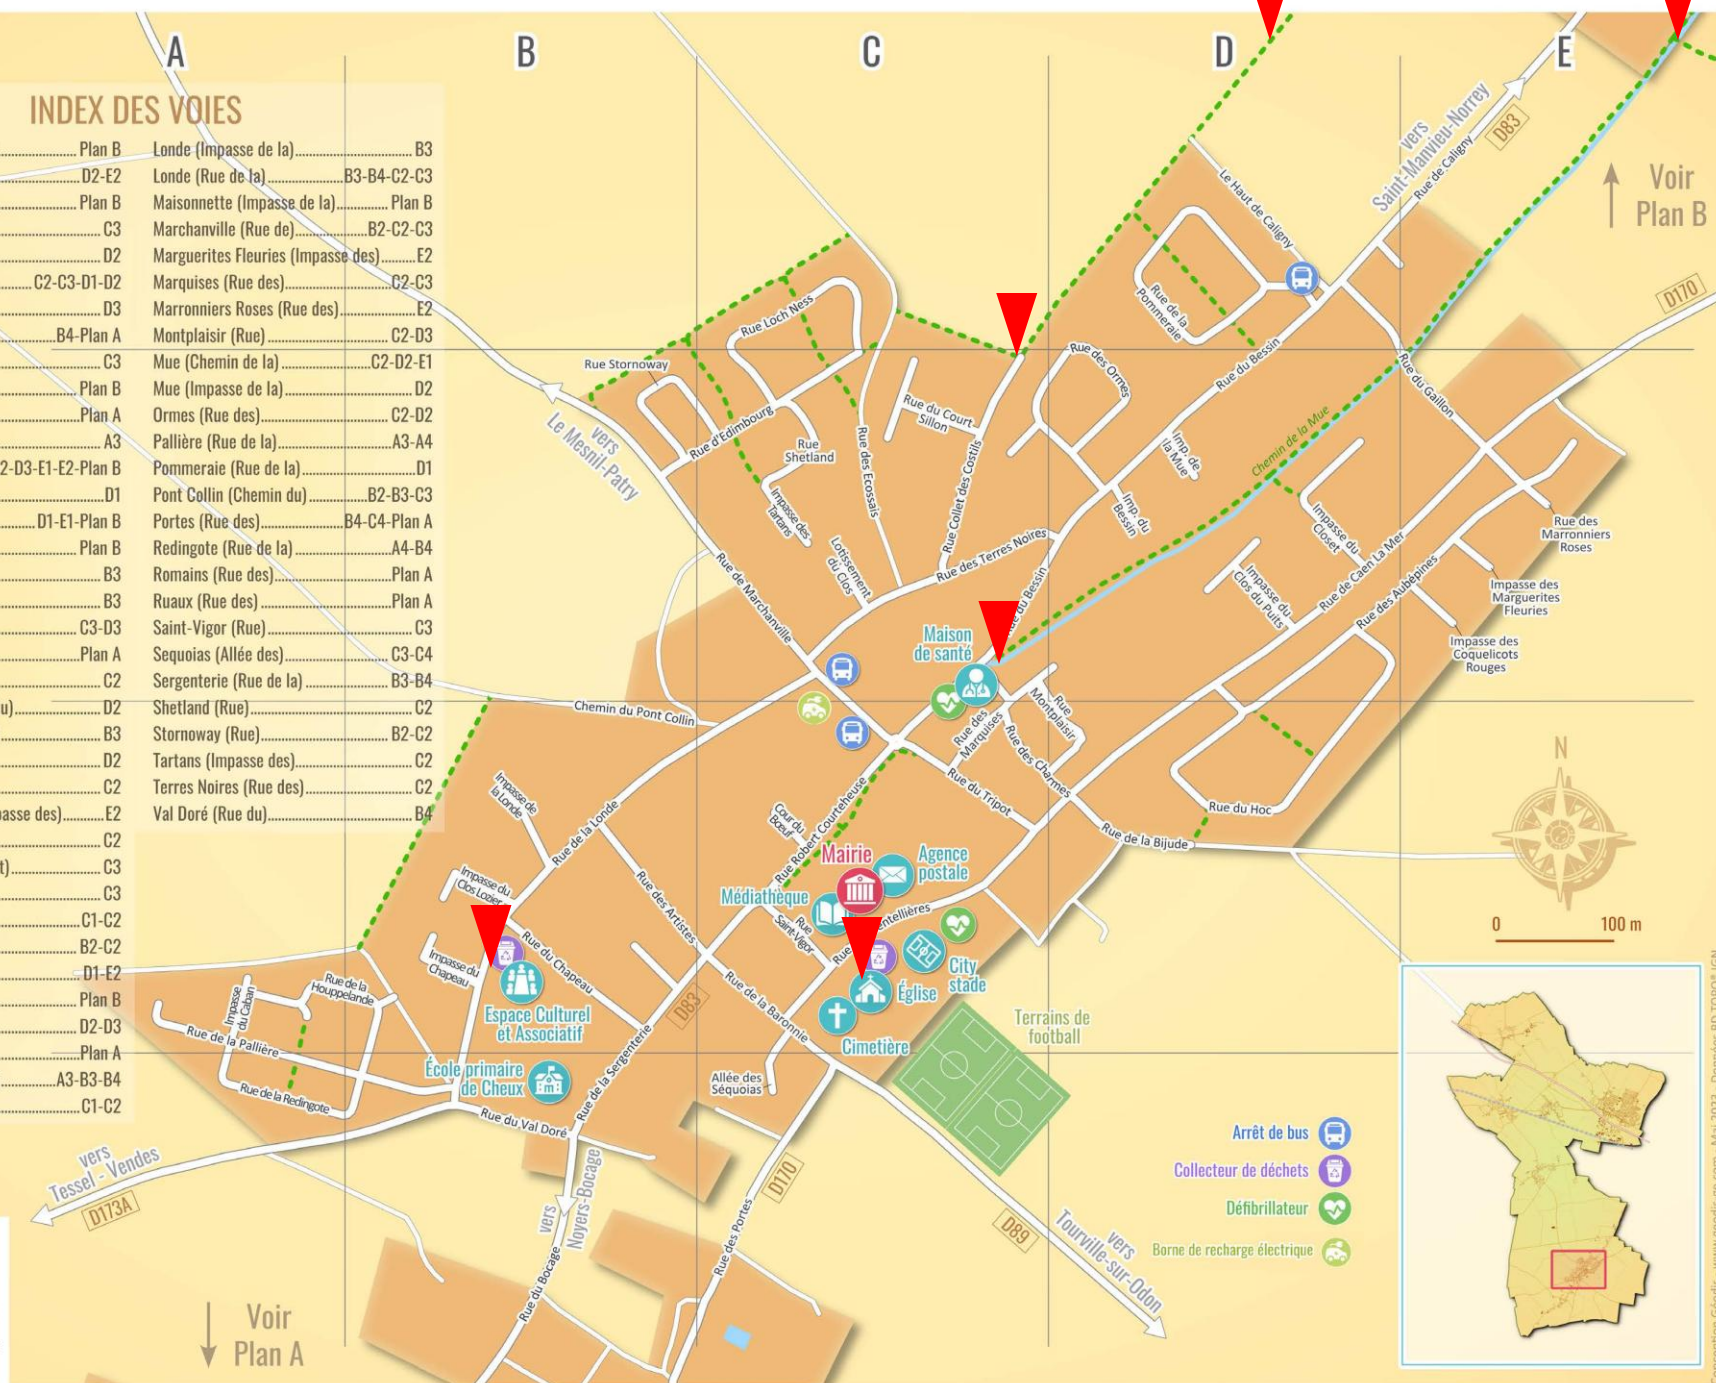 A
B
C
D
E
INDEX DES VOIES
Plan B
D2-E2
Plan B
C3
D2
C2-C3-D1-D2
D3
B4-Plan A
C3
Plan B
Plan A
A3
2-D3-E1-E2-Plan B
D1
D1-E1-Plan B
Plan B
B3
B3
C3-D3
Plan A
C2
u) D2
B3
D2
C2
asse des) E2
C2
t) C3
C3
C1-C2
B2-C2
D1-E2
Plan B
D2-D3
Plan A
A3-B3-B4
C1-C2
Londe (Impasse de la) B3
Londe (Rue de la) B3-B4-C2-C3
Maisonnette (Impasse de la) Plan B
Marchanville (Rue de) B2-C2-C3
Marguerites Fleuries (Impasse des) E2
Marquises (Rue des) C2-C3
Marronniers Roses (Rue des) E2
Montplaisir (Rue) C2-D3
Mue (Chemin de la) C2-D2-E1
Mue (Impasse de la) D2
Ormes (Rue des) C2-D2
Pallière (Rue de la) A3-A4
Pommeraie (Rue de la) D1
Pont Collin (Chemin du) B2-B3-C3
Portes (Rue des) B4-C4-Plan A
Redingote (Rue de la) A4-B4
Romains (Rue des) Plan A
Ruaux (Rue des) Plan A
Saint-Vigor (Rue) C3
Sequoias (Allée des) C3-C4
Sergenterie (Rue de la) B3-B4
Shetland (Rue) C2
Stornoway (Rue) B2-C2
Tartans (Impasse des) C2
Terres Noires (Rue des) C2
Val Doré (Rue du) B4
vers
Saint-Manvieu-Norrey
D83
Rue de Caligny
Le Haut de Caligny
Voir
Plan B
D170
Rue de la
Pommeraie
Rue du Bessin
Rue du Gaillon
Rue des Ormes
Rue Loch Ness
Rue Stornoway
vers
Le Mesnil-Patry
Rue d'Edimbourg
Rue
Shetland
Impasse des
Tartans
Rue des Ecossais
Rue du Court
Sillon
Rue Collet des Costils
Lotissement
du Clos
Rue des Terres Noires
Imp. de
la Mue
Imp. du
Bessin
Chemin de la Mue
Impasse du
Closet
Impasse du
Clos du Puits
Rue de Caen La Mer
Rue des Aubépines
Rue des
Marronniers
Roses
Impasse des
Marguerites
Fleuries
Impasse des
Coquelicots
Rouges
Rue de Marchanville
ue du Bessin
Maison
de santé
Rue
Montplaisir
Rue des
Marquises
Rue des Charmes
Rue du Tripot
Rue du Hoc
Rue de la Bijude
Chemin du Pont Collin
Impasse de
la Londe
Rue de la Londe
Cour du
Bœuf
Rue Robert Courteheuse
Mairie
Agence
postale
Médiathèque
Rue
Saint-Vigor
Rue
entellières
Impasse du
Clos Lozier
Rue des Artistes
Rue du Chapeau
Impasse du
Chapeau
Espace Culturel
et Associatif
École primaire
de Cheux
Rue de la Sergenterie
D83
Rue de la Baronnie
City
stade
Église
Cimetière
Terrains de
football
Allée des
Séquoias
Impasse
du Caban
Rue de la
Houppelande
Rue de la Pallière
Rue de la Redingote
Rue du Val Doré
vers
Tessel - Vendes
D173A
vers
Noyers-Bocage
Rue du Bocage
Rue des Portes
D170
D89
vers
Tourville-sur-Odon
Voir
Plan A
N
0 100 m
Arrêt de bus
Collecteur de déchets
Défibrillateur
Borne de recharge électrique